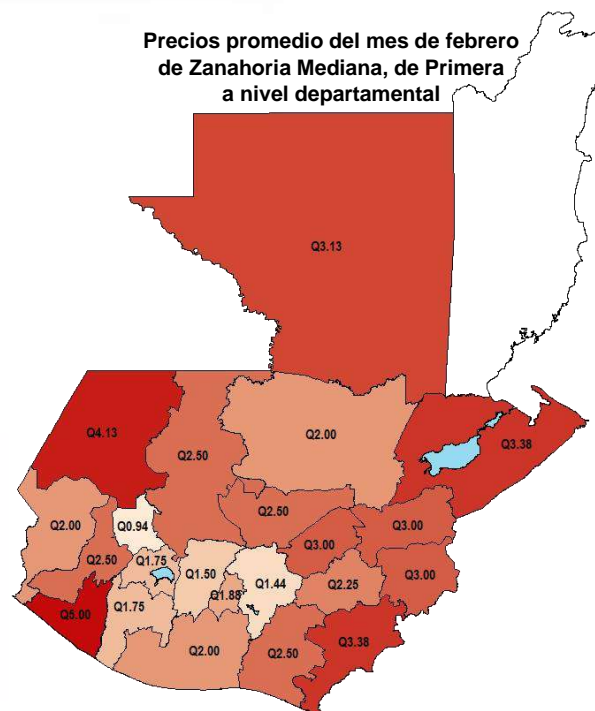 Precios promedio del mes de febrero
de Zanahoria Mediana, de Primera
a nivel departamental
Q3.13
Q4.13
Q2.00
Q3.38
Q2.50
Q2.50
Q2.00
Q0.94
Q3.00
Q3.00
Q2.50
Q1.75
Q1.50
Q1.88
Q1.44
Q2.25
Q3.00
Q5.00
Q1.75
Q2.00
Q2.50
Q3.38